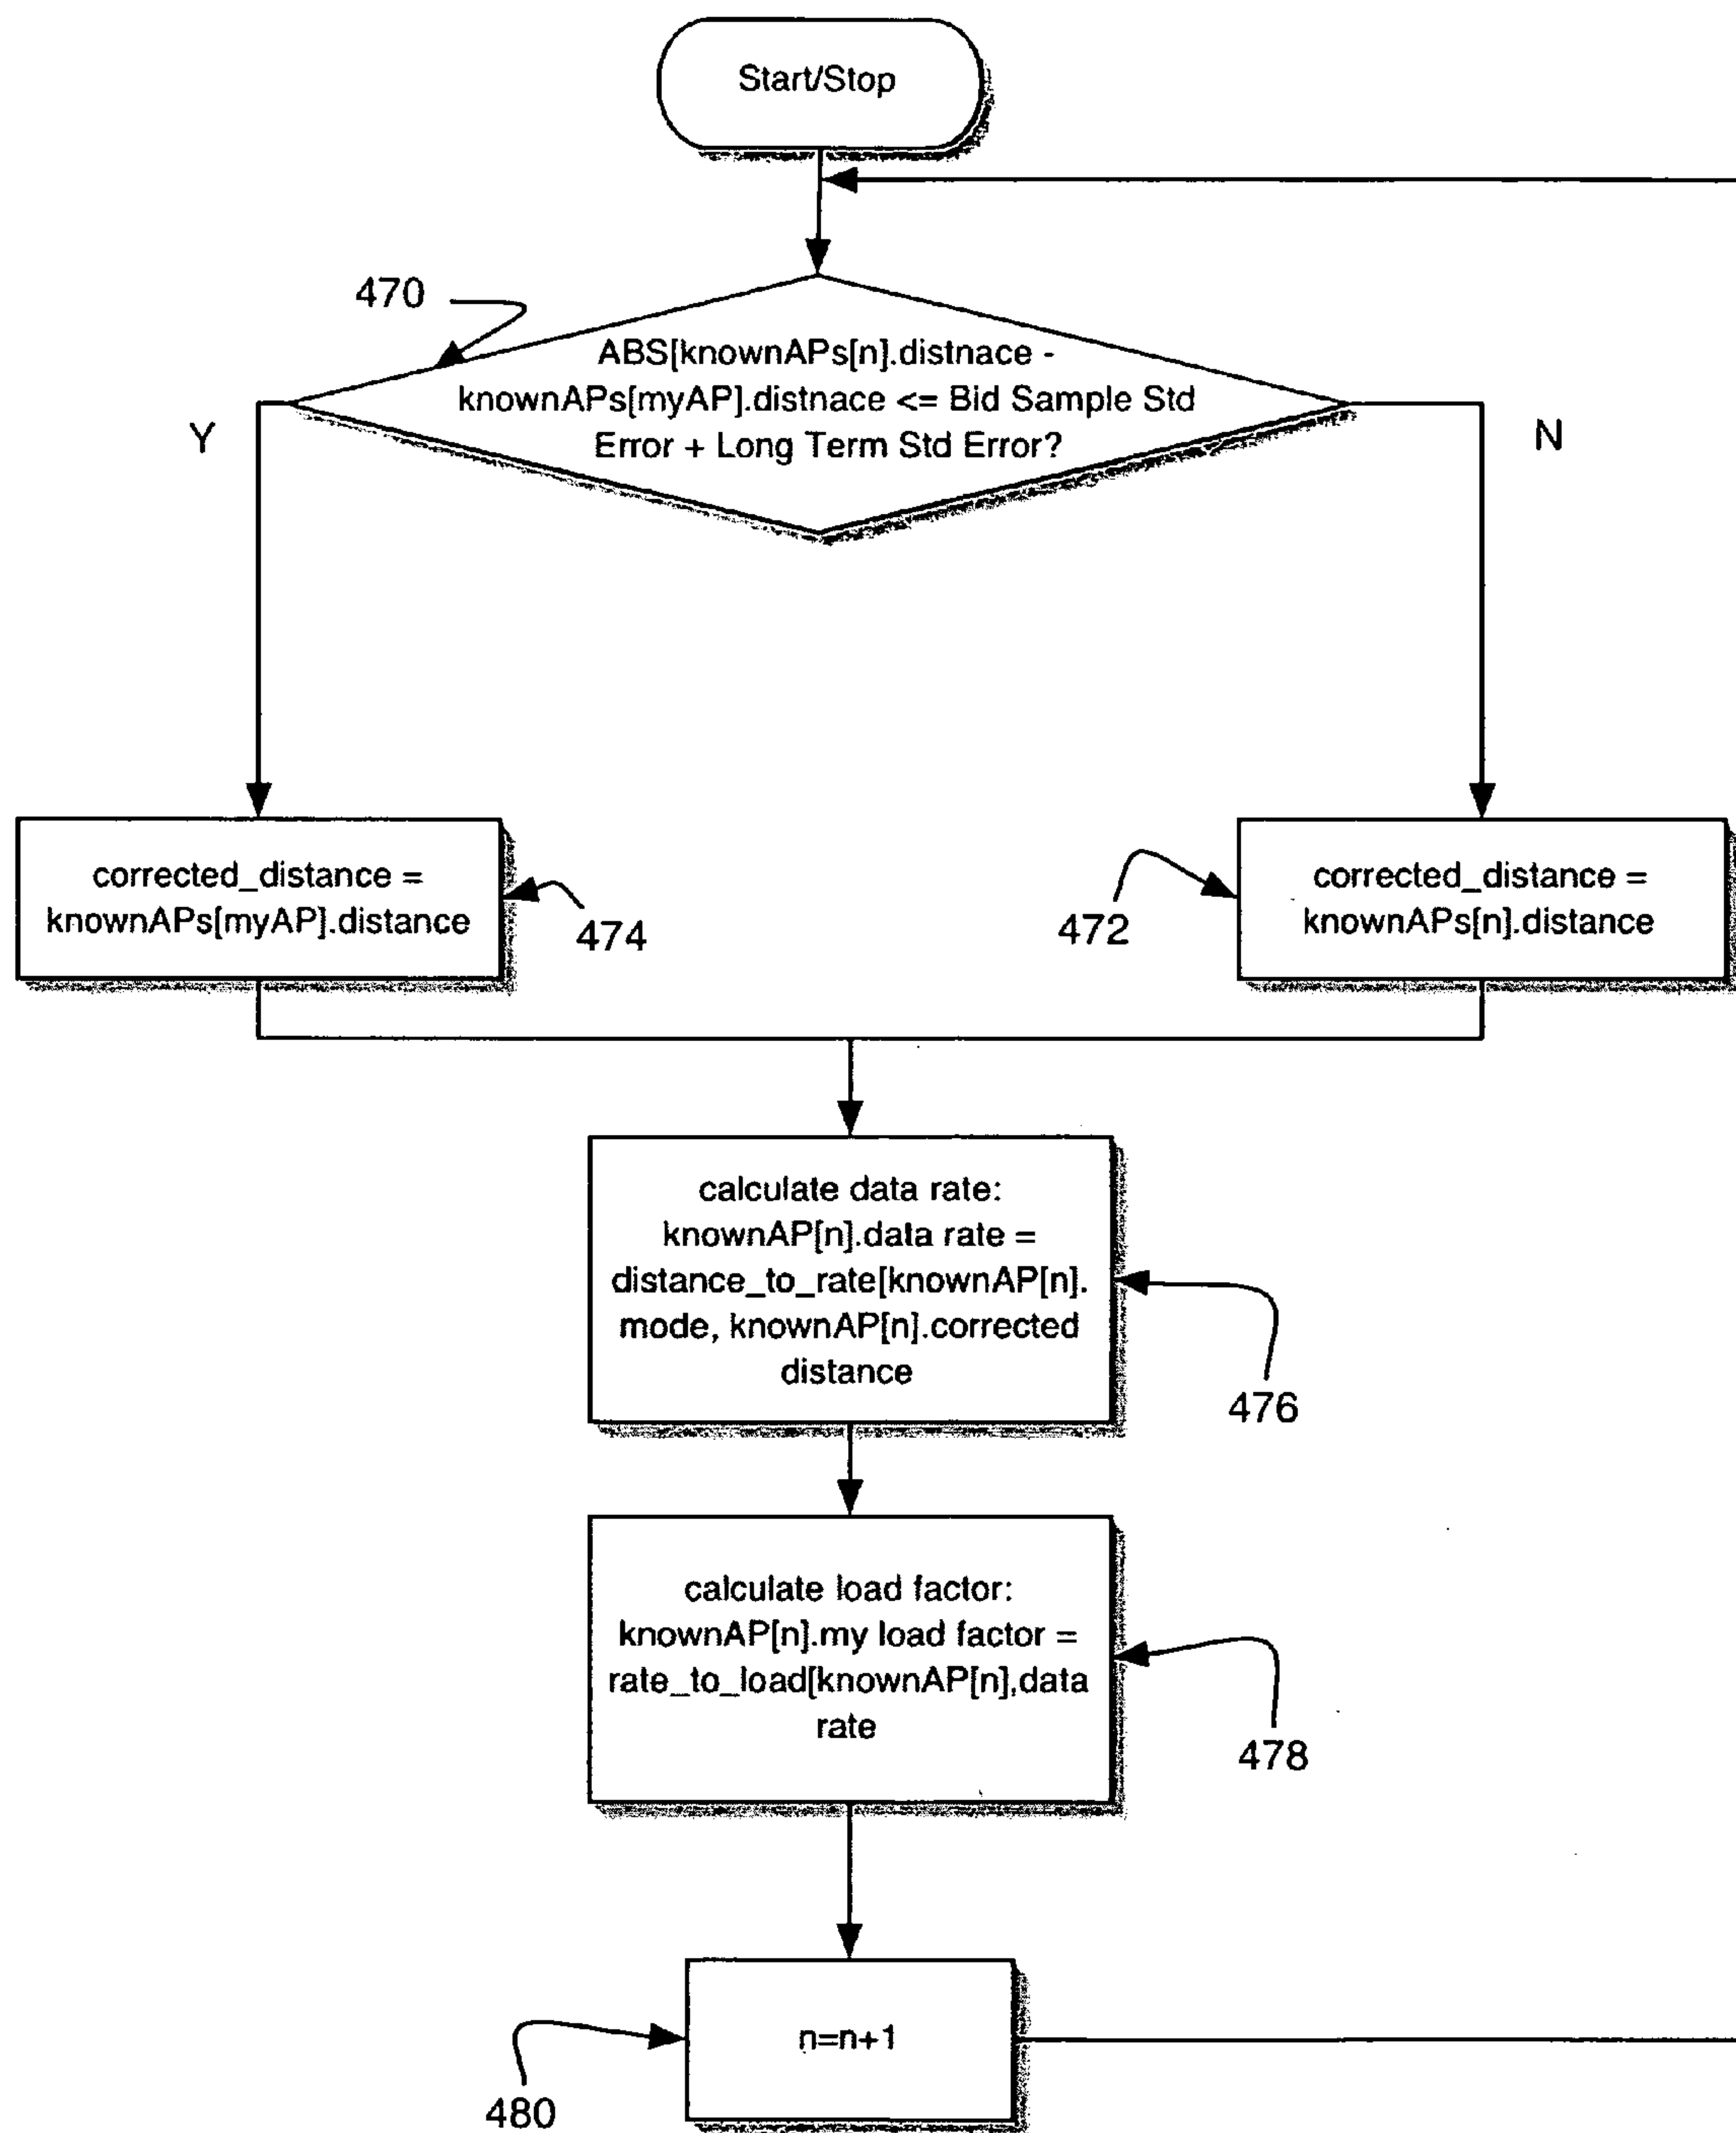 Start/Stop
470
ABS[knownAPs[n].distnace -
knownAPs[myAP].distnace <= Bid Sample Std
Error + Long Term Std Error?
Y
N
corrected_distance =
knownAPs[myAP].distance
474
472
corrected_distance =
knownAPs[n].distance
calculate data rate:
knownAP[n].data rate =
distance_to_rate[knownAP[n].
mode, knownAP[n].corrected
distance
476
calculate load factor:
knownAP[n].my load factor =
rate_to_load[knownAP[n],data
rate
478
n=n+1
480